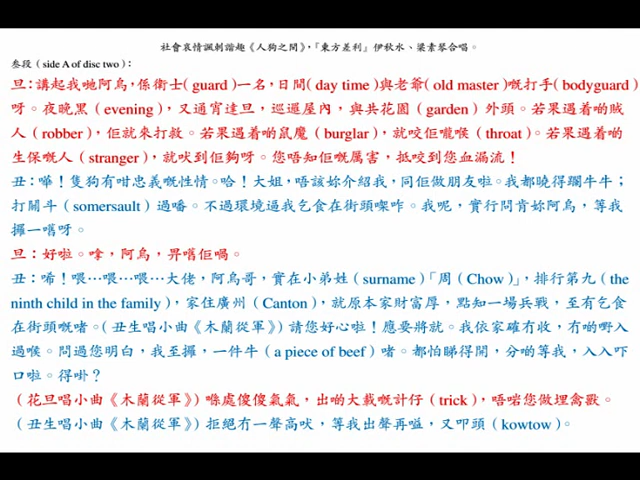 社會哀情諷刺諧趣《人狗之間》，「東方差利」伊秋水、梁素琴合唱。
叁段（side A of disc two）：
旦：講起我哋阿烏，係衛士（guard）一名，日間（day time）與老爺（old master）嘅打手（bodyguard）
呀。夜晚黑（evening），又通宵達旦，巡邏屋內，與共花園（garden）外頭。若果遇着啲賊
人（robber），佢就來打救。若果遇着啲鼠魔（burglar），就咬佢嚨喉（throat）。若果遇着啲
生保嘅人（stranger），就吠到佢夠呀。您唔知佢嘅厲害，抵咬到您血漏流！
丑：嘩！隻狗有咁忠義嘅性情。哈！大姐，唔該妳介紹我，同佢做朋友啦。我都曉得躝牛牛；
打關斗（somersault）過噃。不過環境逼我乞食在街頭㗎咋。我呢，實行問肯妳阿烏，等我
攞一嚐呀。
旦：好啦。嗱，阿烏，畀嚐佢喎。
丑：唏！喂⋯喂⋯喂⋯大佬，阿烏哥，實在小弟姓（surname）「周（Chow）」，排行第九（the
ninth child in the family），家住廣州（Canton），就原本家財富厚，點知一場兵戰，至有乞食
在街頭嘅啫。（丑生唱小曲《木蘭從軍》）請您好心啦！應要將就。我依家確冇收，冇啲嘢入
過喉。問過您明白，我至攞，一件牛（a piece of beef）啫。都怕睇得開，分啲等我，入入吓
口啦。得啩？
（花旦唱小曲《木蘭從軍》）喺處傻傻氣氣，出啲大截嘅計仔（trick），唔啱您做埋禽獸。
（丑生唱小曲《木蘭從軍》）拒絕冇一聲高吠，等我出聲再嗌，又叩頭（kowtow）。